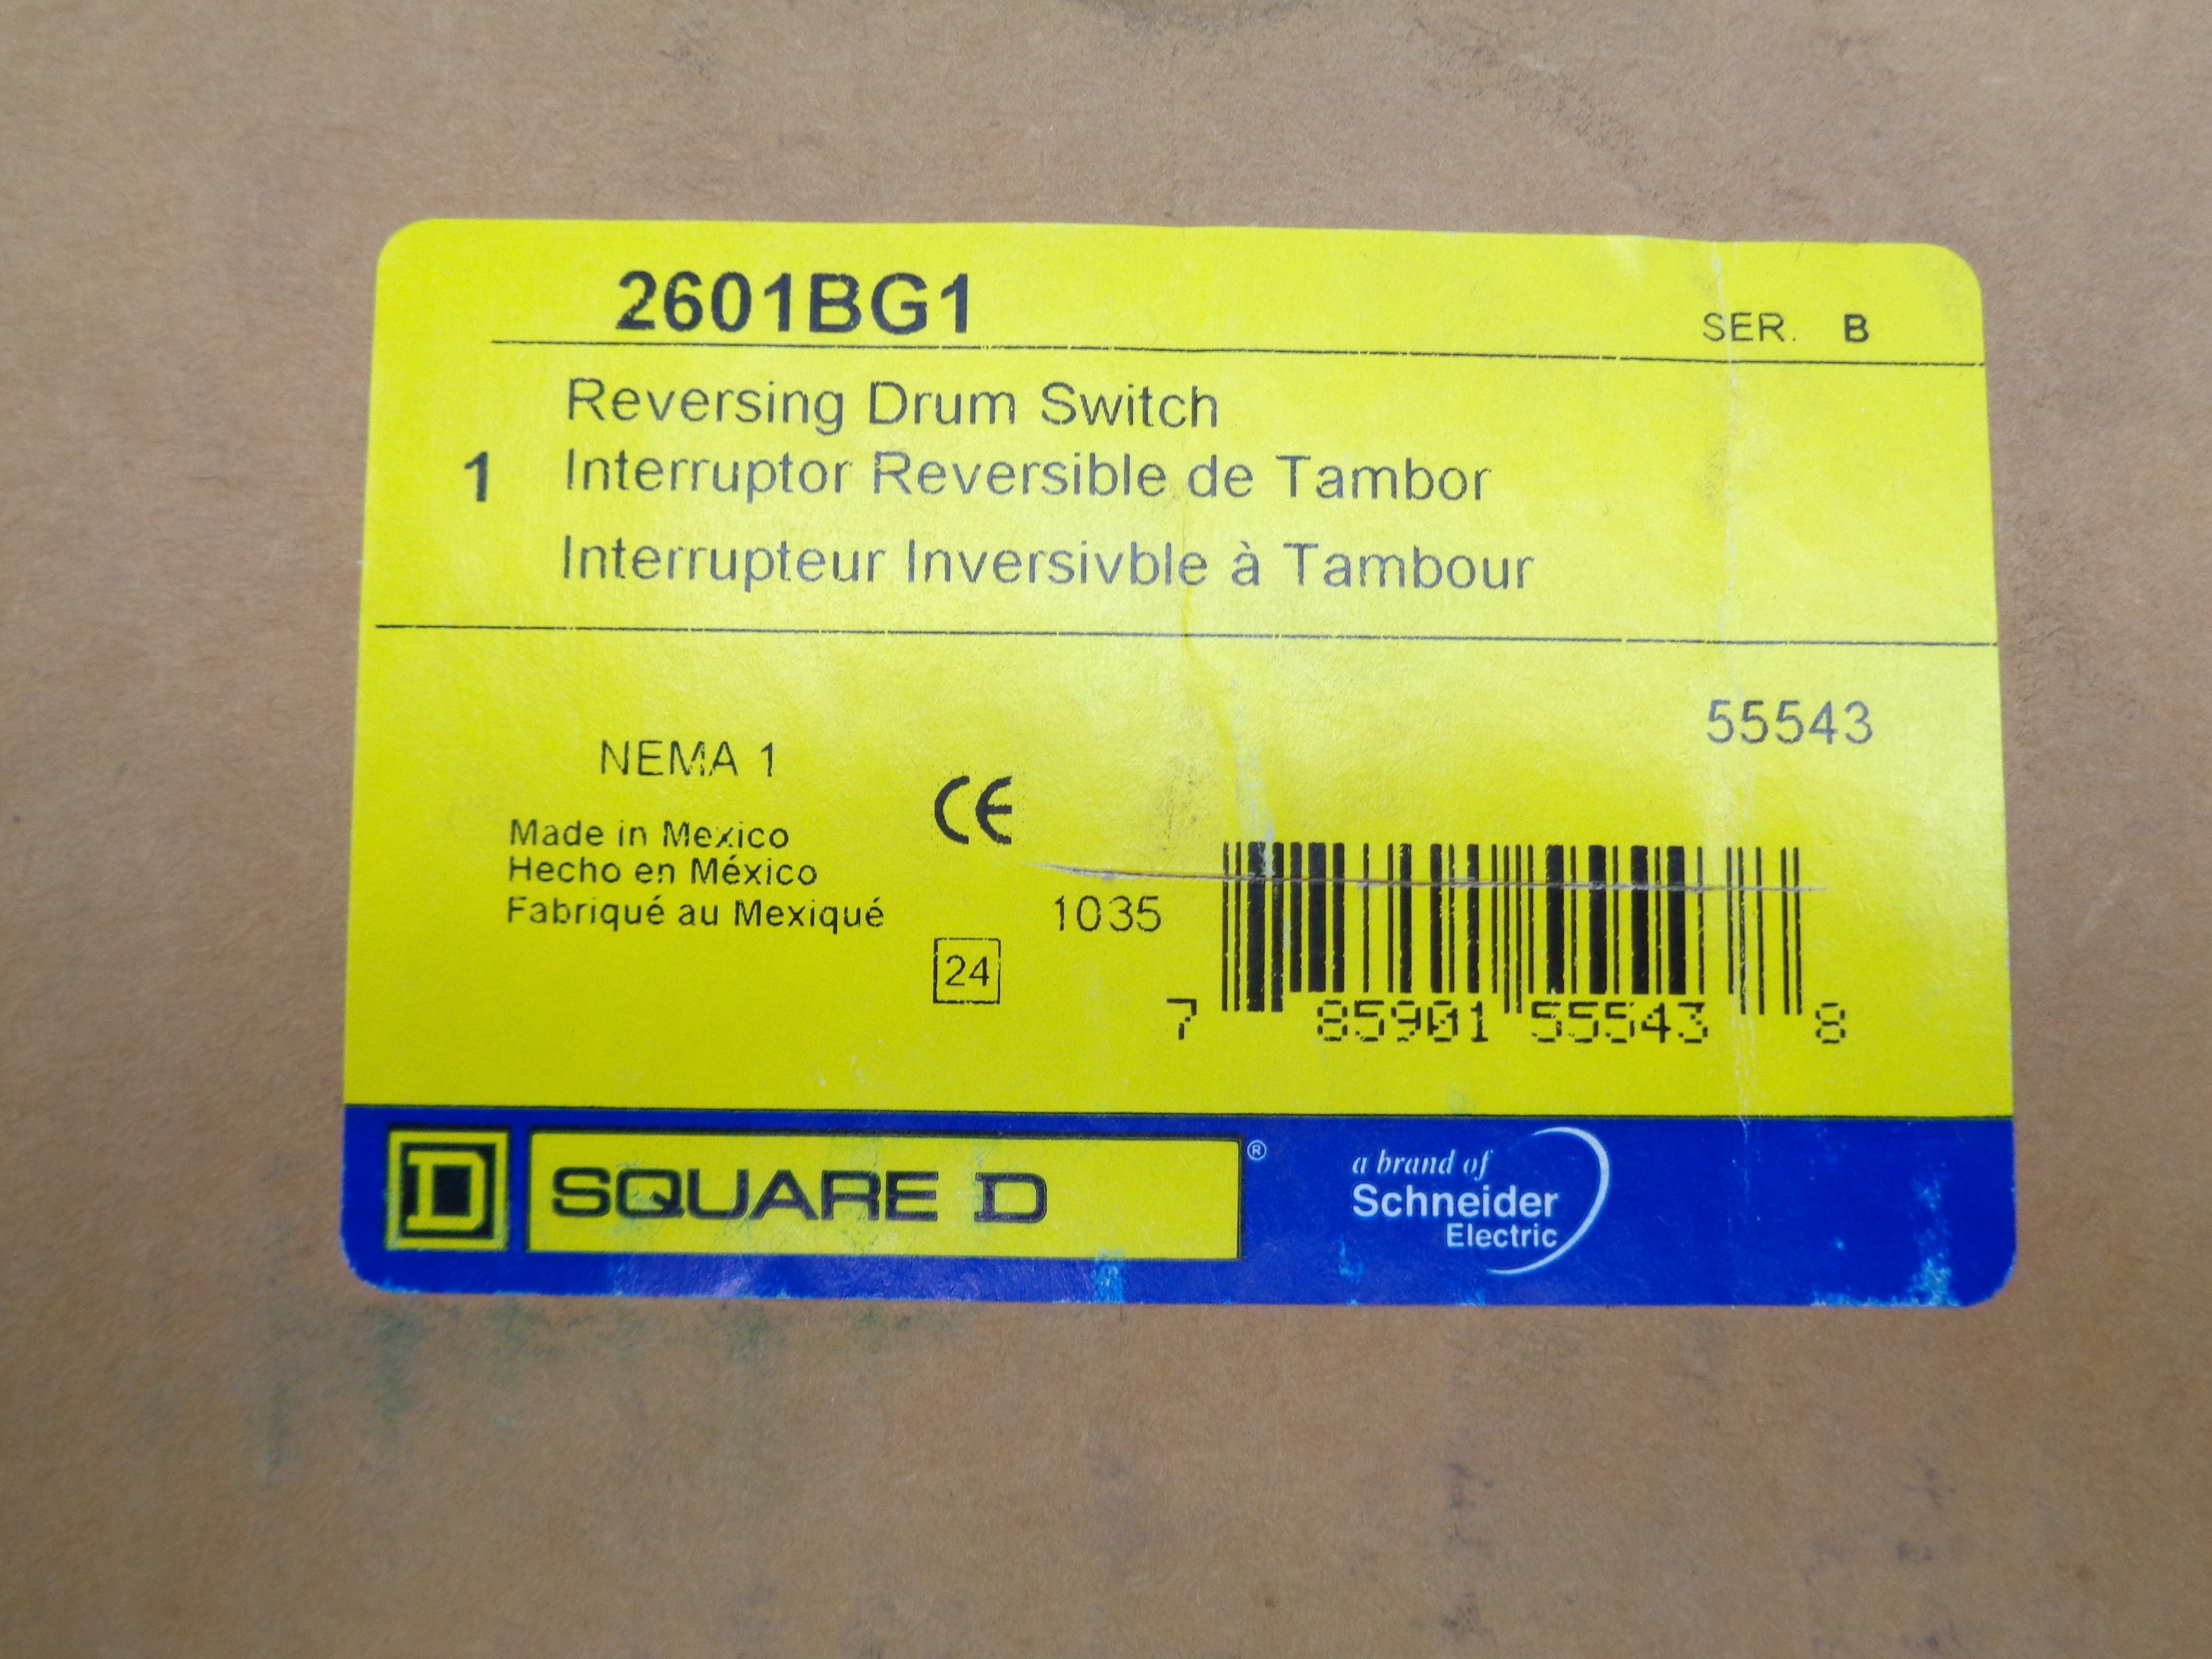 2601BG1
SER. B
Reversing Drum Switch
1 Interruptor Reversible de Tambor
Interrupteur Inversivble à Tambour
55543
NEMA 1
CE
Made in Mexico
Hecho en México
Fabriqué au Mexiqué
1035
24
7 85901 55543 8
D SQUARE D ®
a brand of
Schneider
Electric